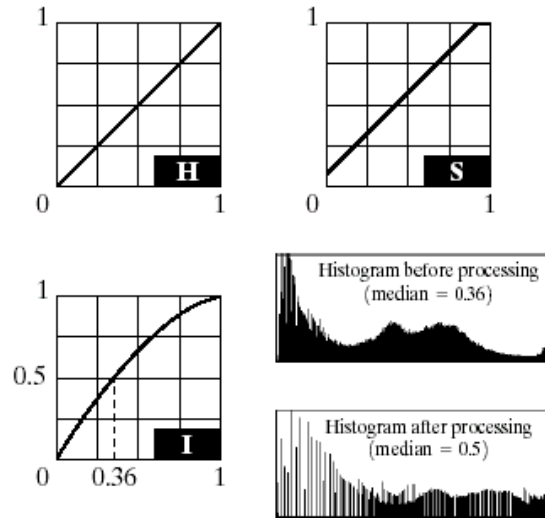 1
H
0
1
1
S
0
1
Histogram before processing
(median = 0.36)
1
0.5
I
0
0.36
1
Histogram after processing
(median = 0.5)